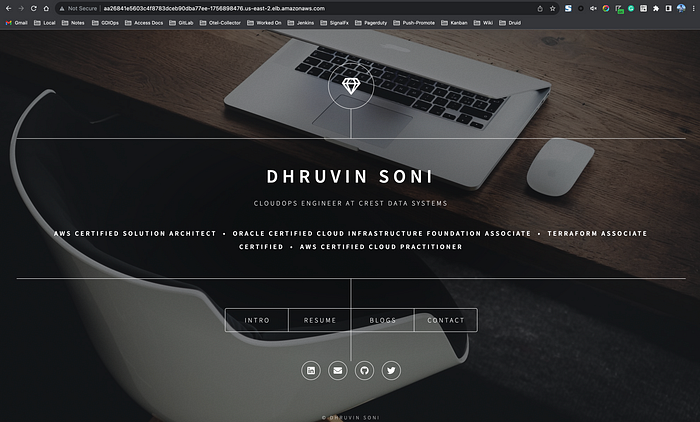 Not Secure | aa26841e5603c4f8783dceb90dba77ee-1756898476.us-east-2.elb.amazonaws.com
Gmail Local Notes GDIOps Access Docs GitLab Otel-Collector Worked On Jenkins SignalFx Pagerduty Push-Promote Kanban Wiki Druid
DHRUVIN SONI
CLOUDOPS ENGINEER AT CREST DATA SYSTEMS
AWS CERTIFIED SOLUTION ARCHITECT • ORACLE CERTIFIED CLOUD INFRASTRUCTURE FOUNDATION ASSOCIATE • TERRAFORM ASSOCIATE
CERTIFIED • AWS CERTIFIED CLOUD PRACTITIONER
INTRO RESUME BLOGS CONTACT
© DHRUVIN SONI